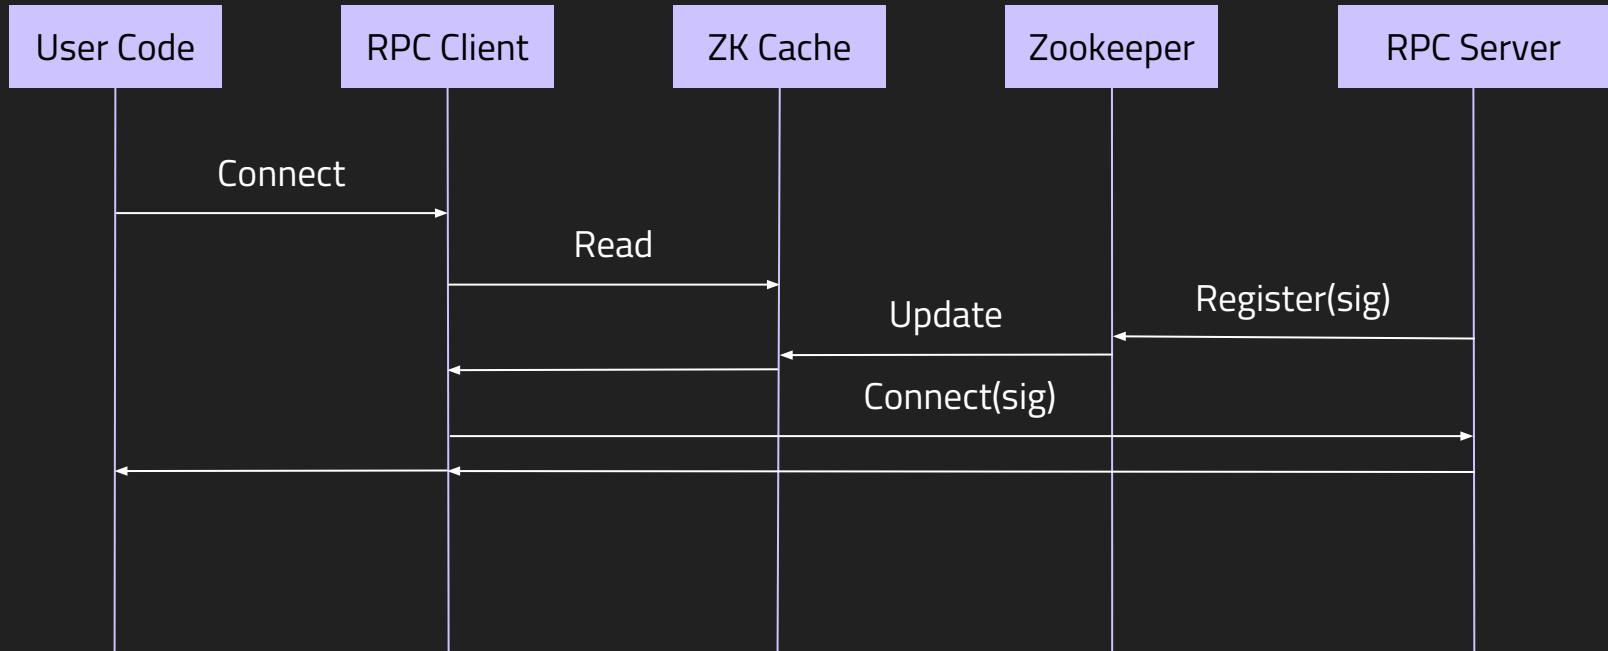 User Code
RPC Client
ZK Cache
Zookeeper
RPC Server
Connect
Read
Register(sig)
Update
Connect(sig)